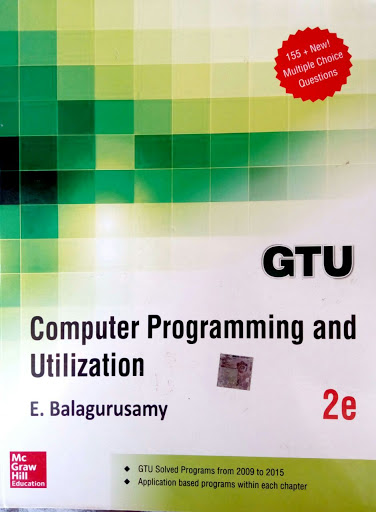 155 + New!
Multiple Choice
Questions
GTU
Computer Programming and
Utilization
E. Balagurusamy
2e
Mc
Graw
Hill
Education
GTU Solved Programs from 2009 to 2015
Application based programs within each chapter